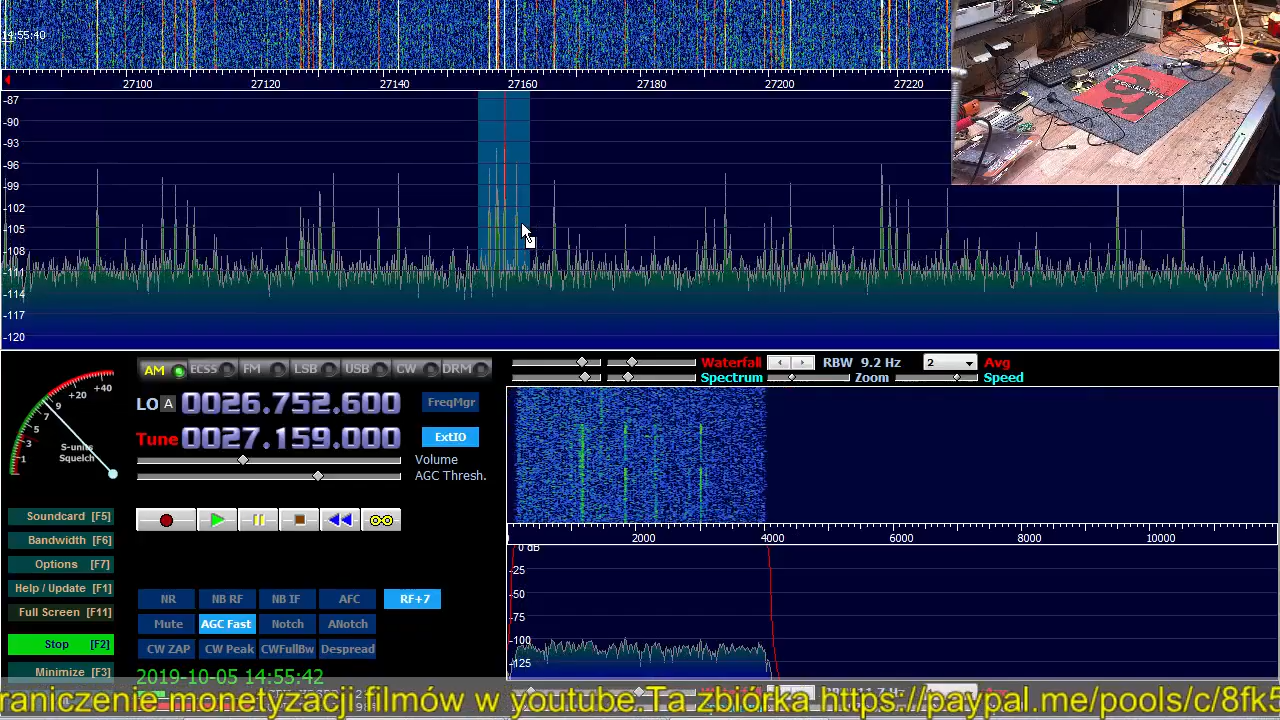 14:55:40
27100 27120 27140 27160 27180 27200 27220
-87
-90
-93
-96
-99
-102
-105
-108
-111
-114
-117
-120
AM ECSS FM LSB USB CW DRM
Waterfall RBW 9.2 Hz 2 Avg
Spectrum Zoom Speed
+40
+20
9
7
5
3
1
S-units
Squelch
LO A 0026.752.600 FreqMgr
Tune 0027.159.000 ExtIO
Volume
AGC Thresh.
Soundcard [F5]
Bandwidth [F6]
Options [F7]
Help / Update [F1]
Full Screen [F11]
Stop [F2]
Minimize [F3]
NR NB RF NB IF AFC RF+7
Mute AGC Fast Notch ANotch
CW ZAP CW Peak CWFullBw Despread
2019-10-05 14:55:42
2000 4000 6000 8000 10000
0 dB
-25
-50
-75
-100
-125
raniczenie monetyzacji filmów w youtube.Ta zbiórka https://paypal.me/pools/c/8fk5